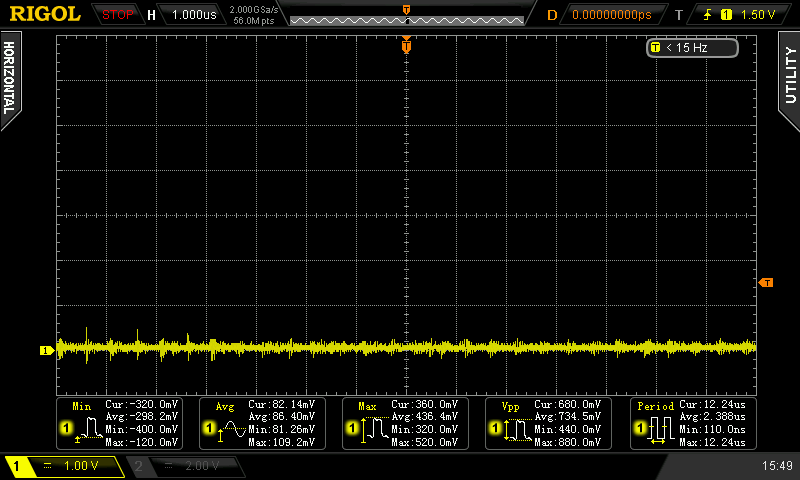 RIGOL STOP H 1.000us 2.000GSa/s 56.0M pts T D 0.00000000ps T 1 1.50 V
T
T < 15 Hz
HORIZONTAL
UTILITY
T
1
Min Cur:-320.0mV
Avg:-298.2mV
1 Min:-400.0mV
Max:-120.0mV
Avg Cur:82.14mV
Avg:86.40mV
1 Min:81.26mV
Max:109.2mV
Max Cur:360.0mV
Avg:436.4mV
1 Min:320.0mV
Max:520.0mV
Vpp Cur:680.0mV
Avg:734.5mV
1 Min:440.0mV
Max:880.0mV
Period Cur:12.24us
Avg:2.388us
1 Min:110.0ns
Max:12.24us
1 1.00 V 2 2.00 V 15:49